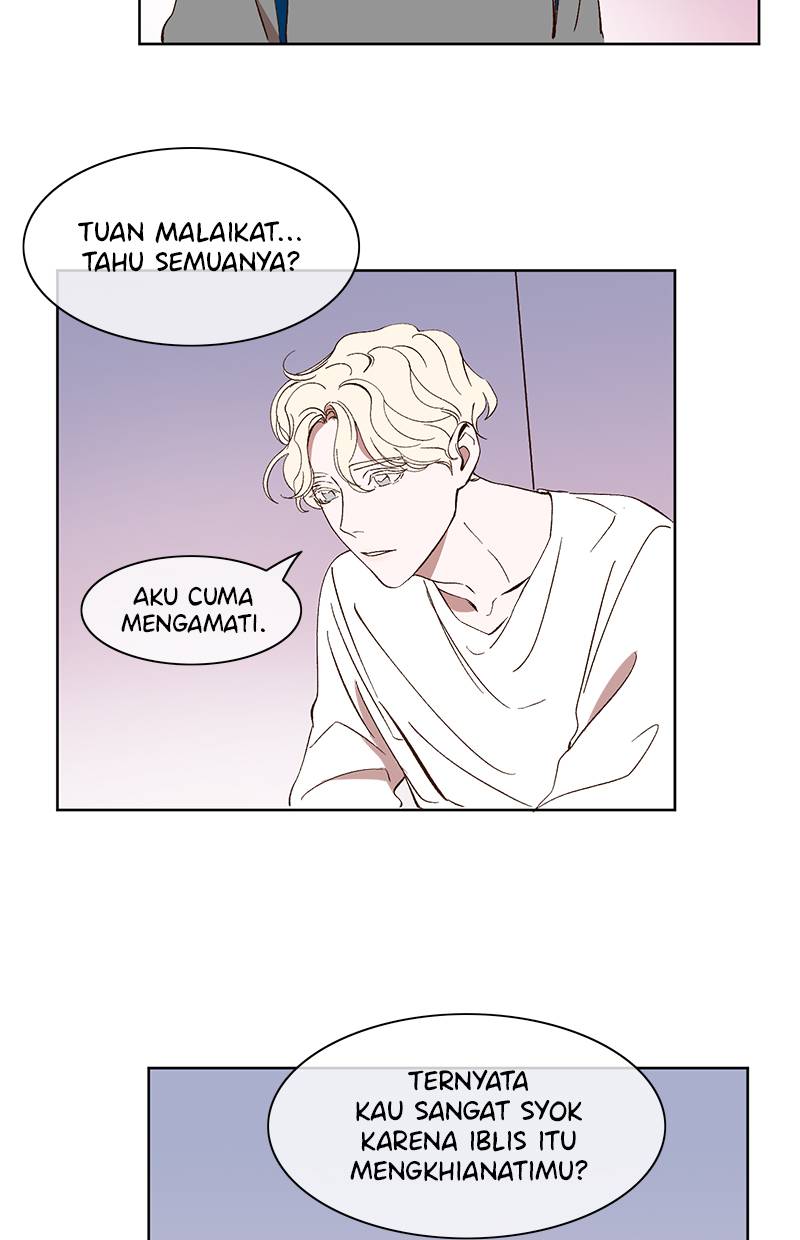 TUAN MALAIKAT...
TAHU SEMUANYA?
AKU CUMA
MENGAMATI.
TERNYATA
KAU SANGAT SYOK
KARENA IBLIS ITU
MENGKHIANATIMU?